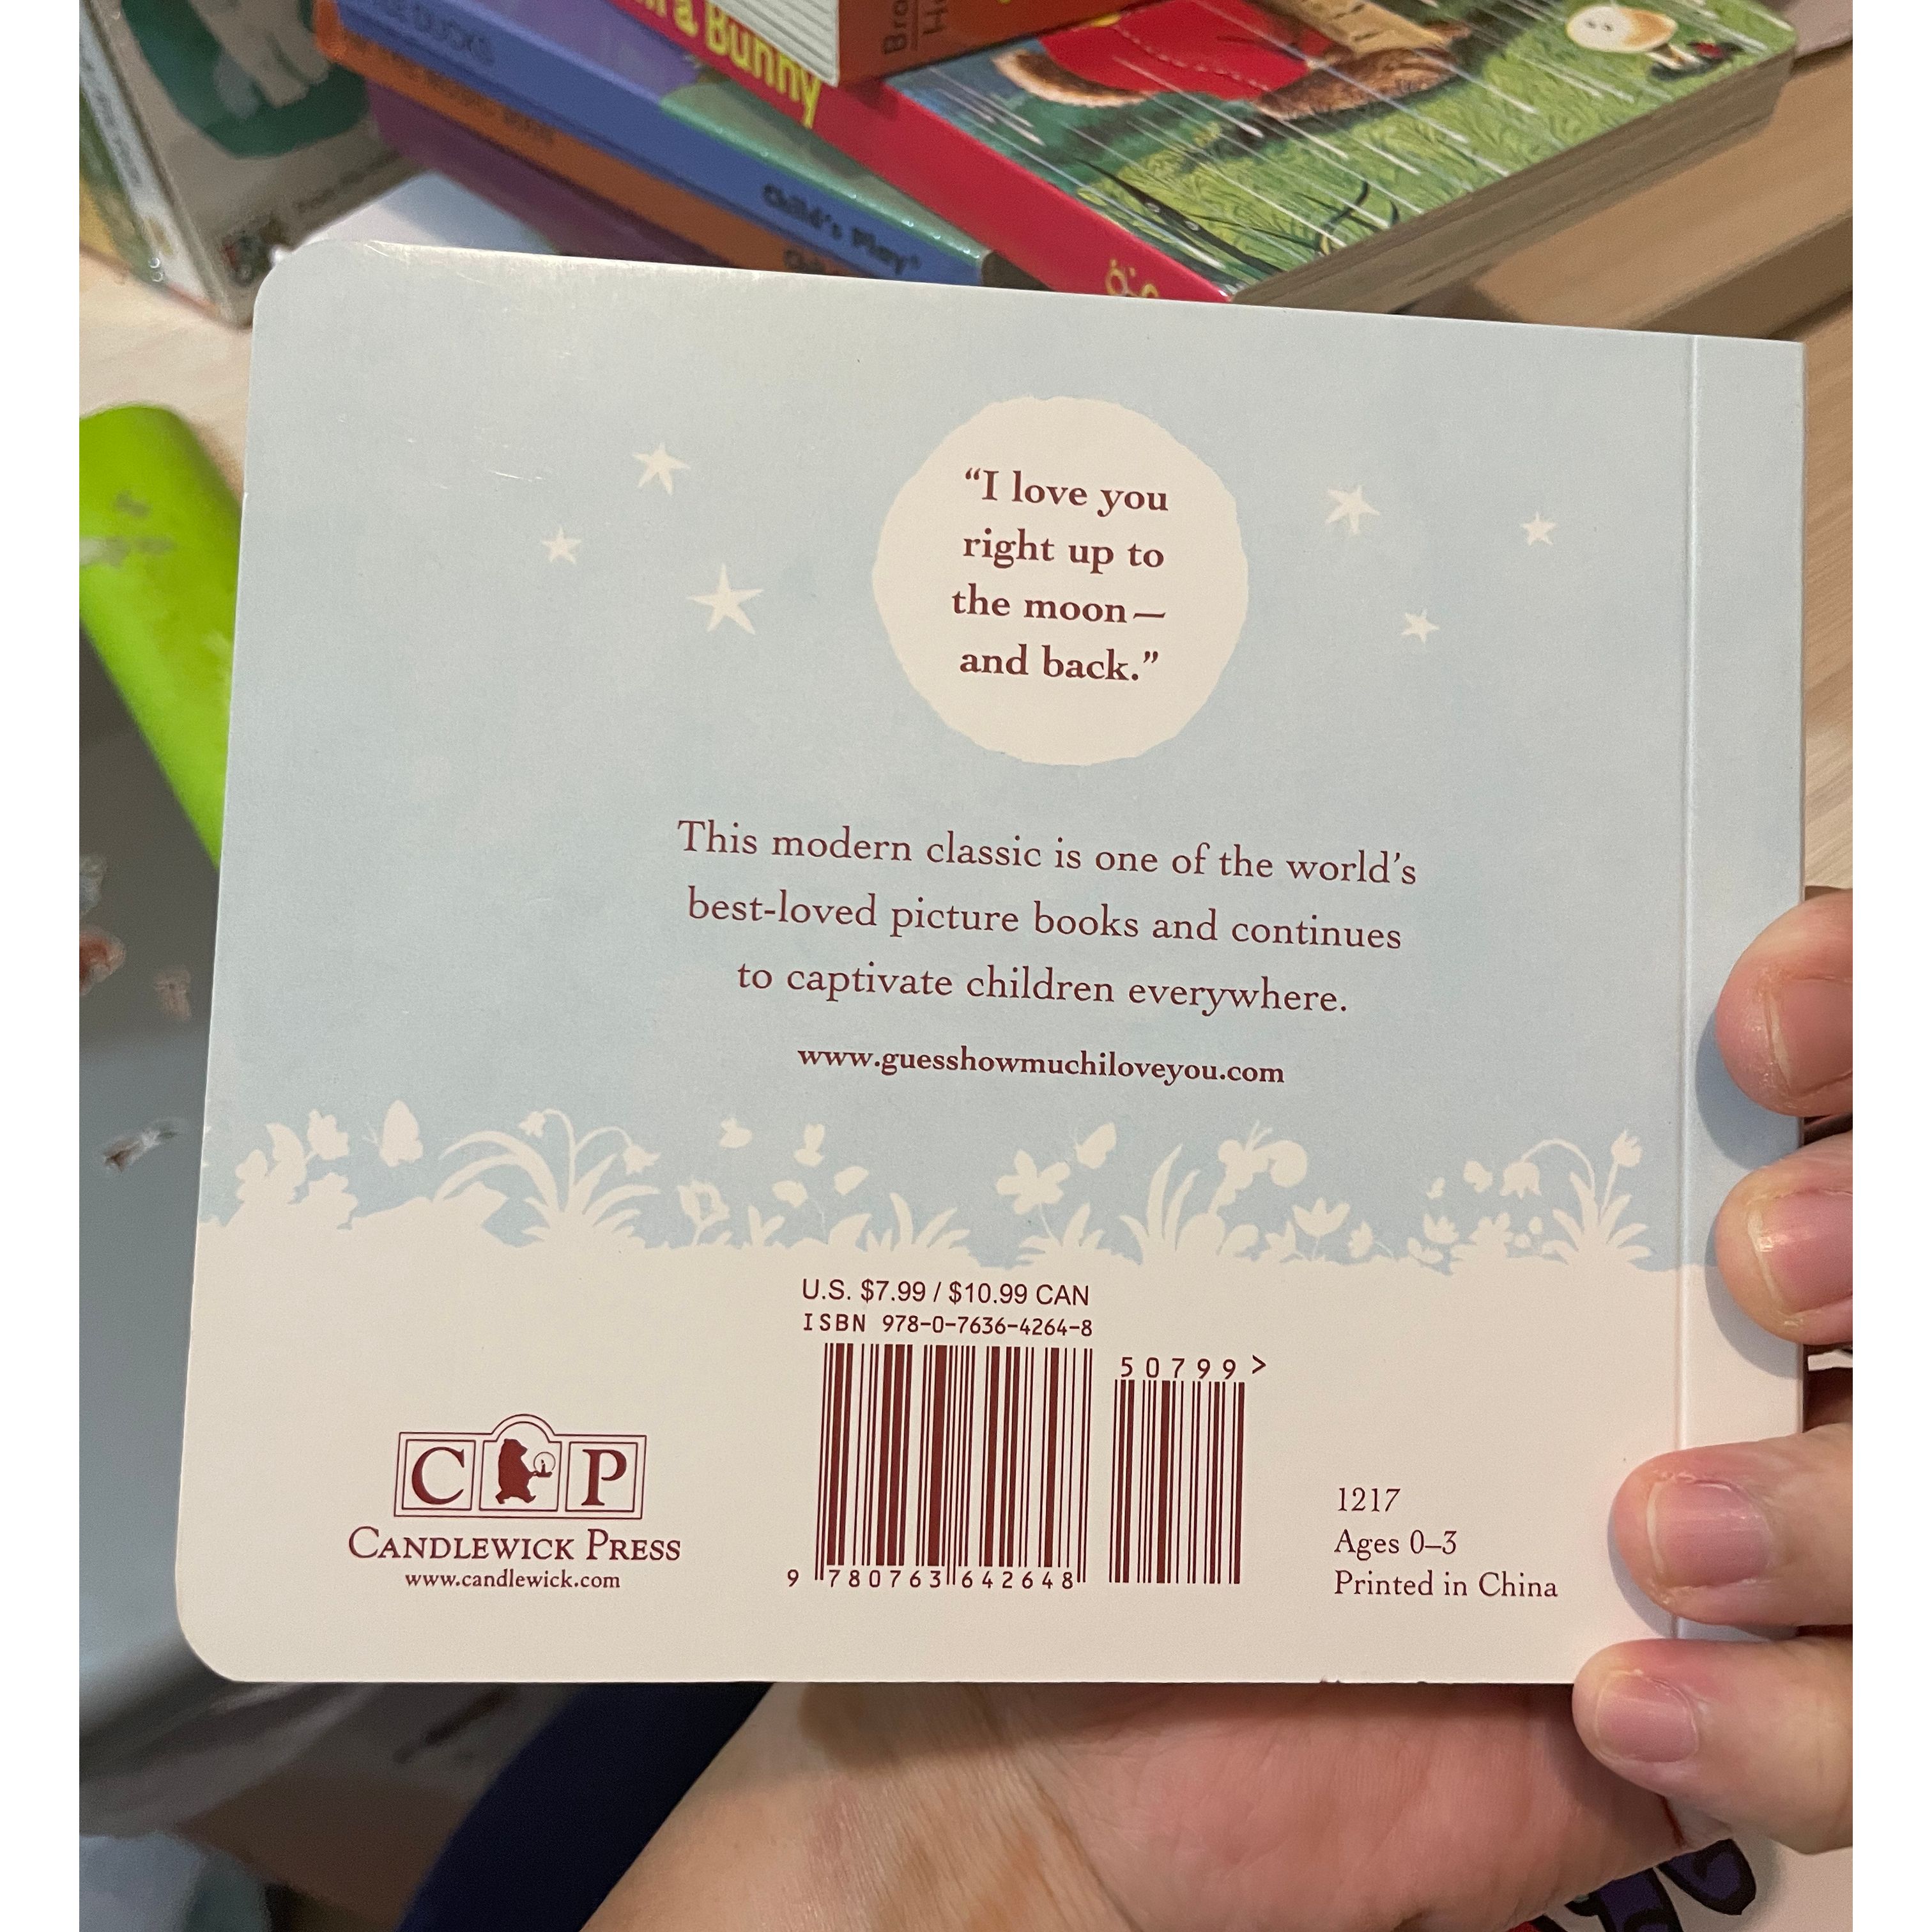 Bunny
Child's Play
"I love you
right up to
the moon—
and back."
This modern classic is one of the world's
best-loved picture books and continues
to captivate children everywhere.
www.guesshowmuchiloveyou.com
U.S. $7.99 / $10.99 CAN
ISBN 978-0-7636-4264-8
50799>
9 780763 642648
C P
CANDLEWICK PRESS
www.candlewick.com
1217
Ages 0–3
Printed in China